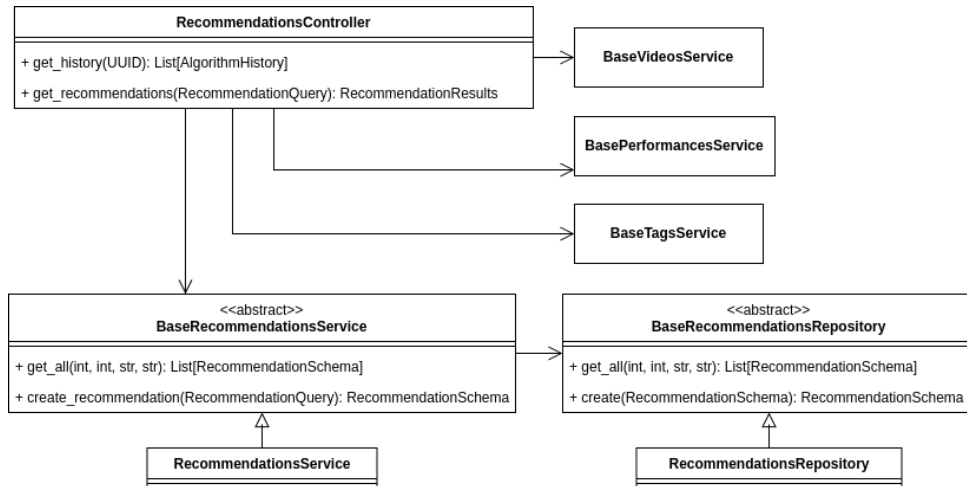 RecommendationsController
+ get_history(UUID): List[AlgorithmHistory]
+ get_recommendations(RecommendationQuery): RecommendationResults
BaseVideosService
BasePerformancesService
BaseTagsService
<<abstract>>
BaseRecommendationsService
+ get_all(int, int, str, str): List[RecommendationSchema]
+ create_recommendation(RecommendationQuery): RecommendationSchema
<<abstract>>
BaseRecommendationsRepository
+ get_all(int, int, str, str): List[RecommendationSchema]
+ create(RecommendationSchema): RecommendationSchema
RecommendationsService
RecommendationsRepository